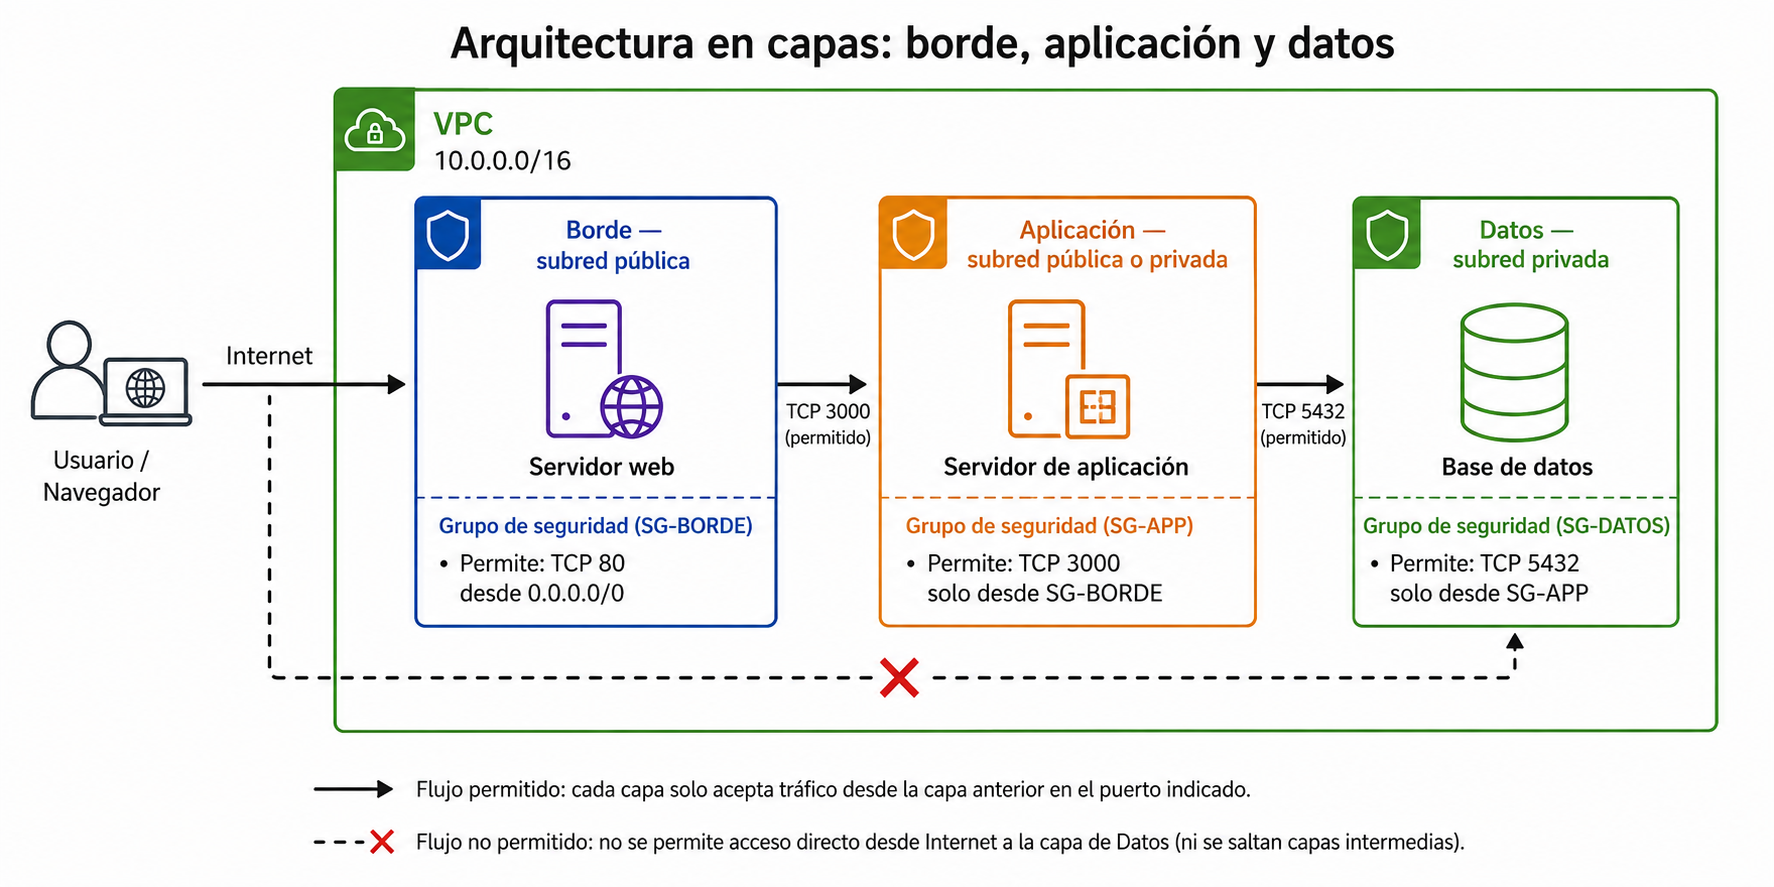 Arquitectura en capas: borde, aplicación y datos
VPC
10.0.0.0/16
Borde —
subred pública
Aplicación —
subred pública o privada
Datos —
subred privada
Internet
TCP 3000
(permitido)
TCP 5432
(permitido)
Usuario /
Navegador
Servidor web
Servidor de aplicación
Base de datos
Grupo de seguridad (SG-BORDE)
• Permite: TCP 80
desde 0.0.0.0/0
Grupo de seguridad (SG-APP)
• Permite: TCP 3000
solo desde SG-BORDE
Grupo de seguridad (SG-DATOS)
• Permite: TCP 5432
solo desde SG-APP
Flujo permitido: cada capa solo acepta tráfico desde la capa anterior en el puerto indicado.
Flujo no permitido: no se permite acceso directo desde Internet a la capa de Datos (ni se saltan capas intermedias).